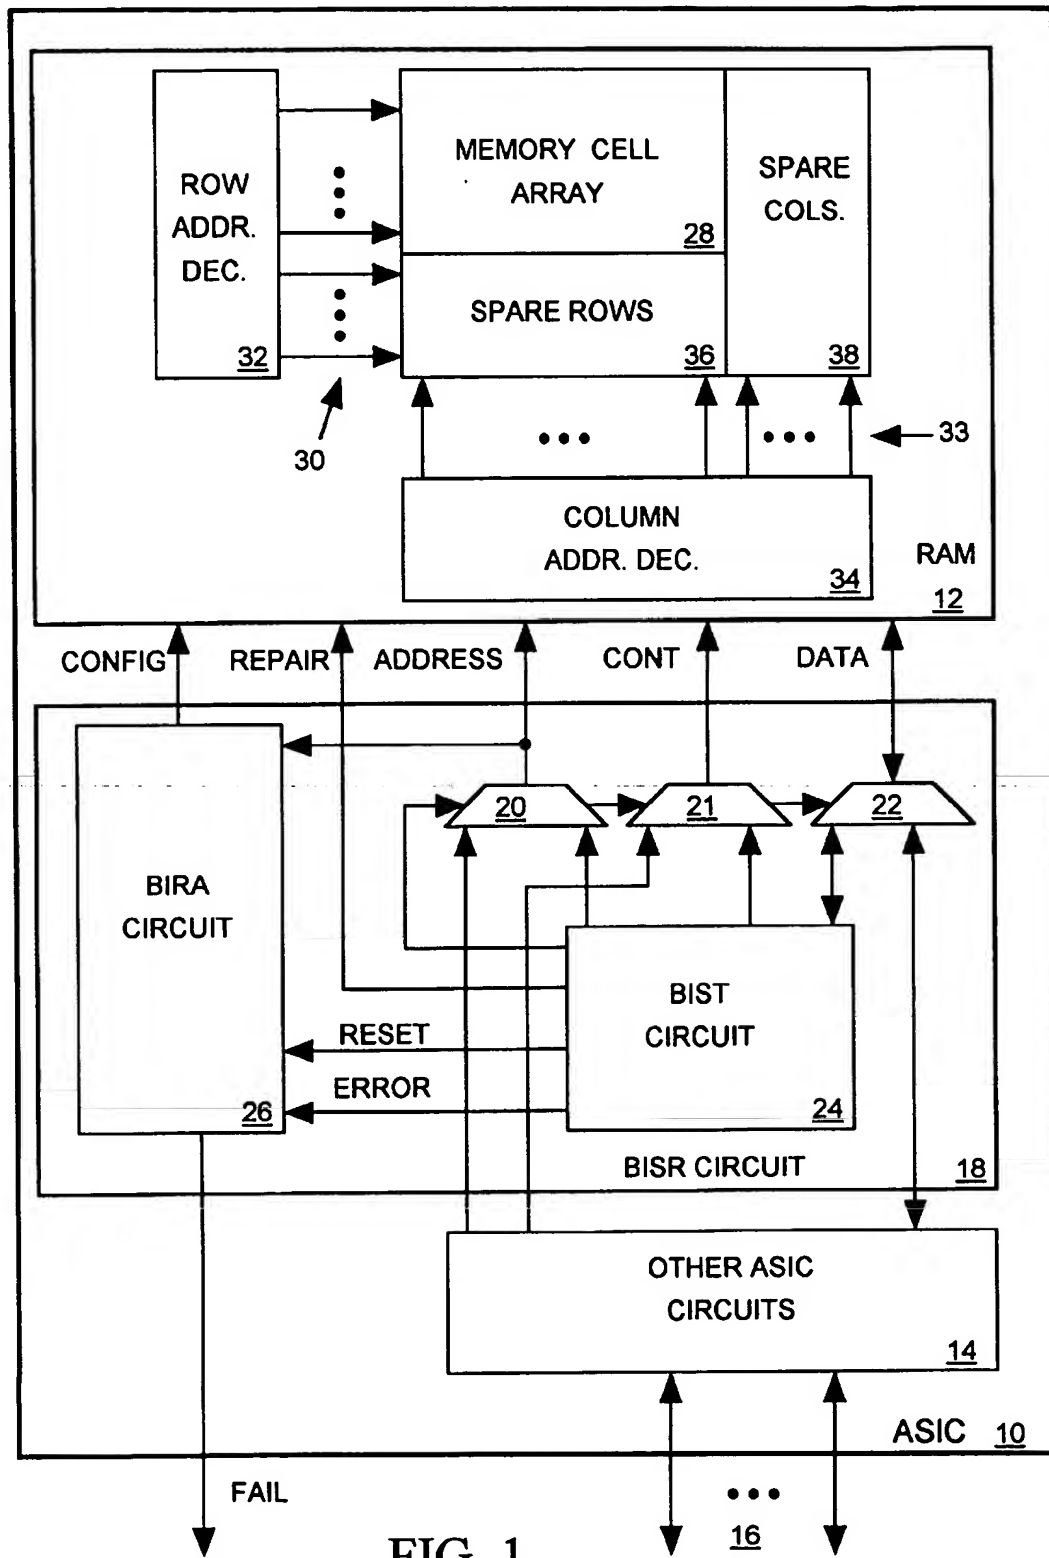 ROW
ADDR.
DEC.
32
MEMORY CELL
ARRAY
28
SPARE
COLS.
38
SPARE ROWS
36
30
33
COLUMN
ADDR. DEC.
34
RAM
12
CONFIG
REPAIR
ADDRESS
CONT
DATA
20
21
22
BIRA
CIRCUIT
26
BIST
CIRCUIT
24
RESET
ERROR
BISR CIRCUIT
18
OTHER ASIC
CIRCUITS
14
ASIC 10
FAIL
16
FIG. 1